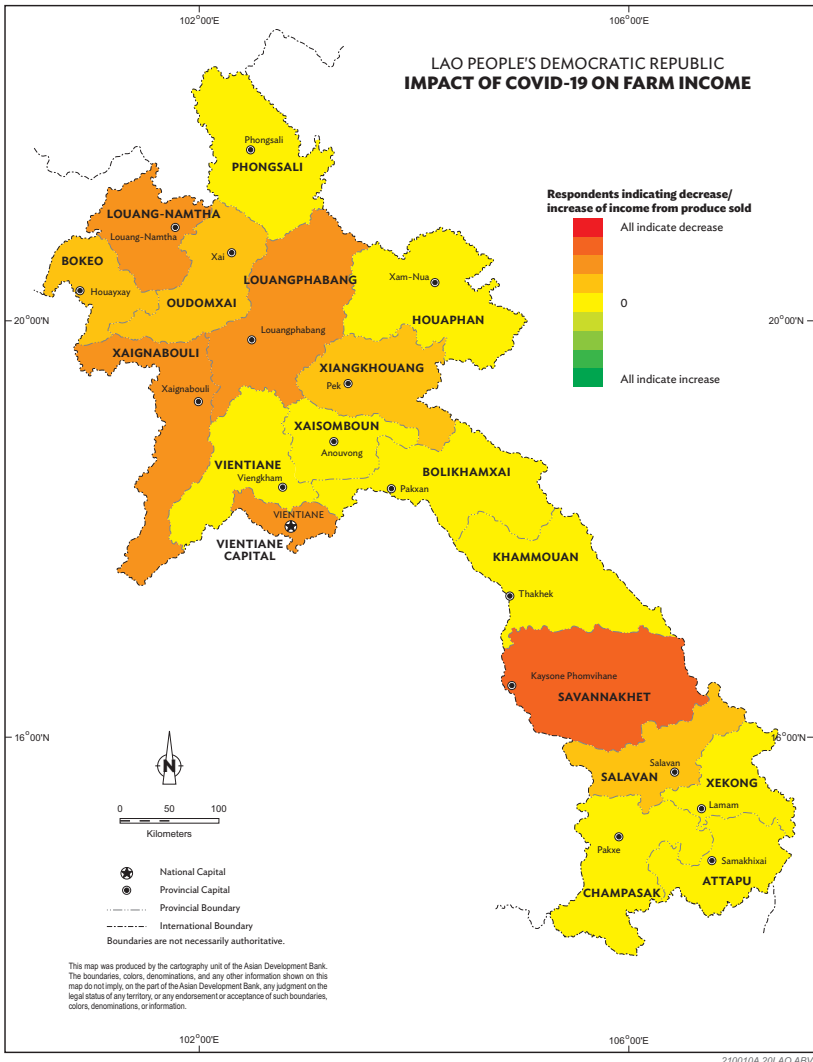 102°00'E
106°00'E
LAO PEOPLE'S DEMOCRATIC REPUBLIC
IMPACT OF COVID-19 ON FARM INCOME
Phongsali
PHONGSALI
Respondents indicating decrease/
increase of income from produce sold
All indicate decrease
0
All indicate increase
LOUANG-NAMTHA
Louang-Namtha
BOKEO
Houayxay
Xai
OUDOMXAI
LOUANGPHABANG
Louangphabang
Xam-Nua
HOUAPHAN
20°00'N
20°00'N
XAIGNABOULI
Xaignabouli
XIANGKHOUANG
Pek
XAISOMBOUN
Anouvong
VIENTIANE
Viengkham
BOLIKHAMXAI
Pakxan
VIENTIANE
VIENTIANE
CAPITAL
KHAMMOUAN
Thakhek
Kaysone Phomvihane
SAVANNAKHET
16°00'N
16°00'N
Salavan
SALAVAN
XEKONG
Lamam
Pakxe
Samakhixai
ATTAPU
CHAMPASAK
N
0 50 100
Kilometers
National Capital
Provincial Capital
Provincial Boundary
International Boundary
Boundaries are not necessarily authoritative.
This map was produced by the cartography unit of the Asian Development Bank.
The boundaries, colors, denominations, and any other information shown on this
map do not imply, on the part of the Asian Development Bank, any judgment on the
legal status of any territory, or any endorsement or acceptance of such boundaries,
colors, denominations, or information.
102°00'E
106°00'E
210010A 20LAO ABV